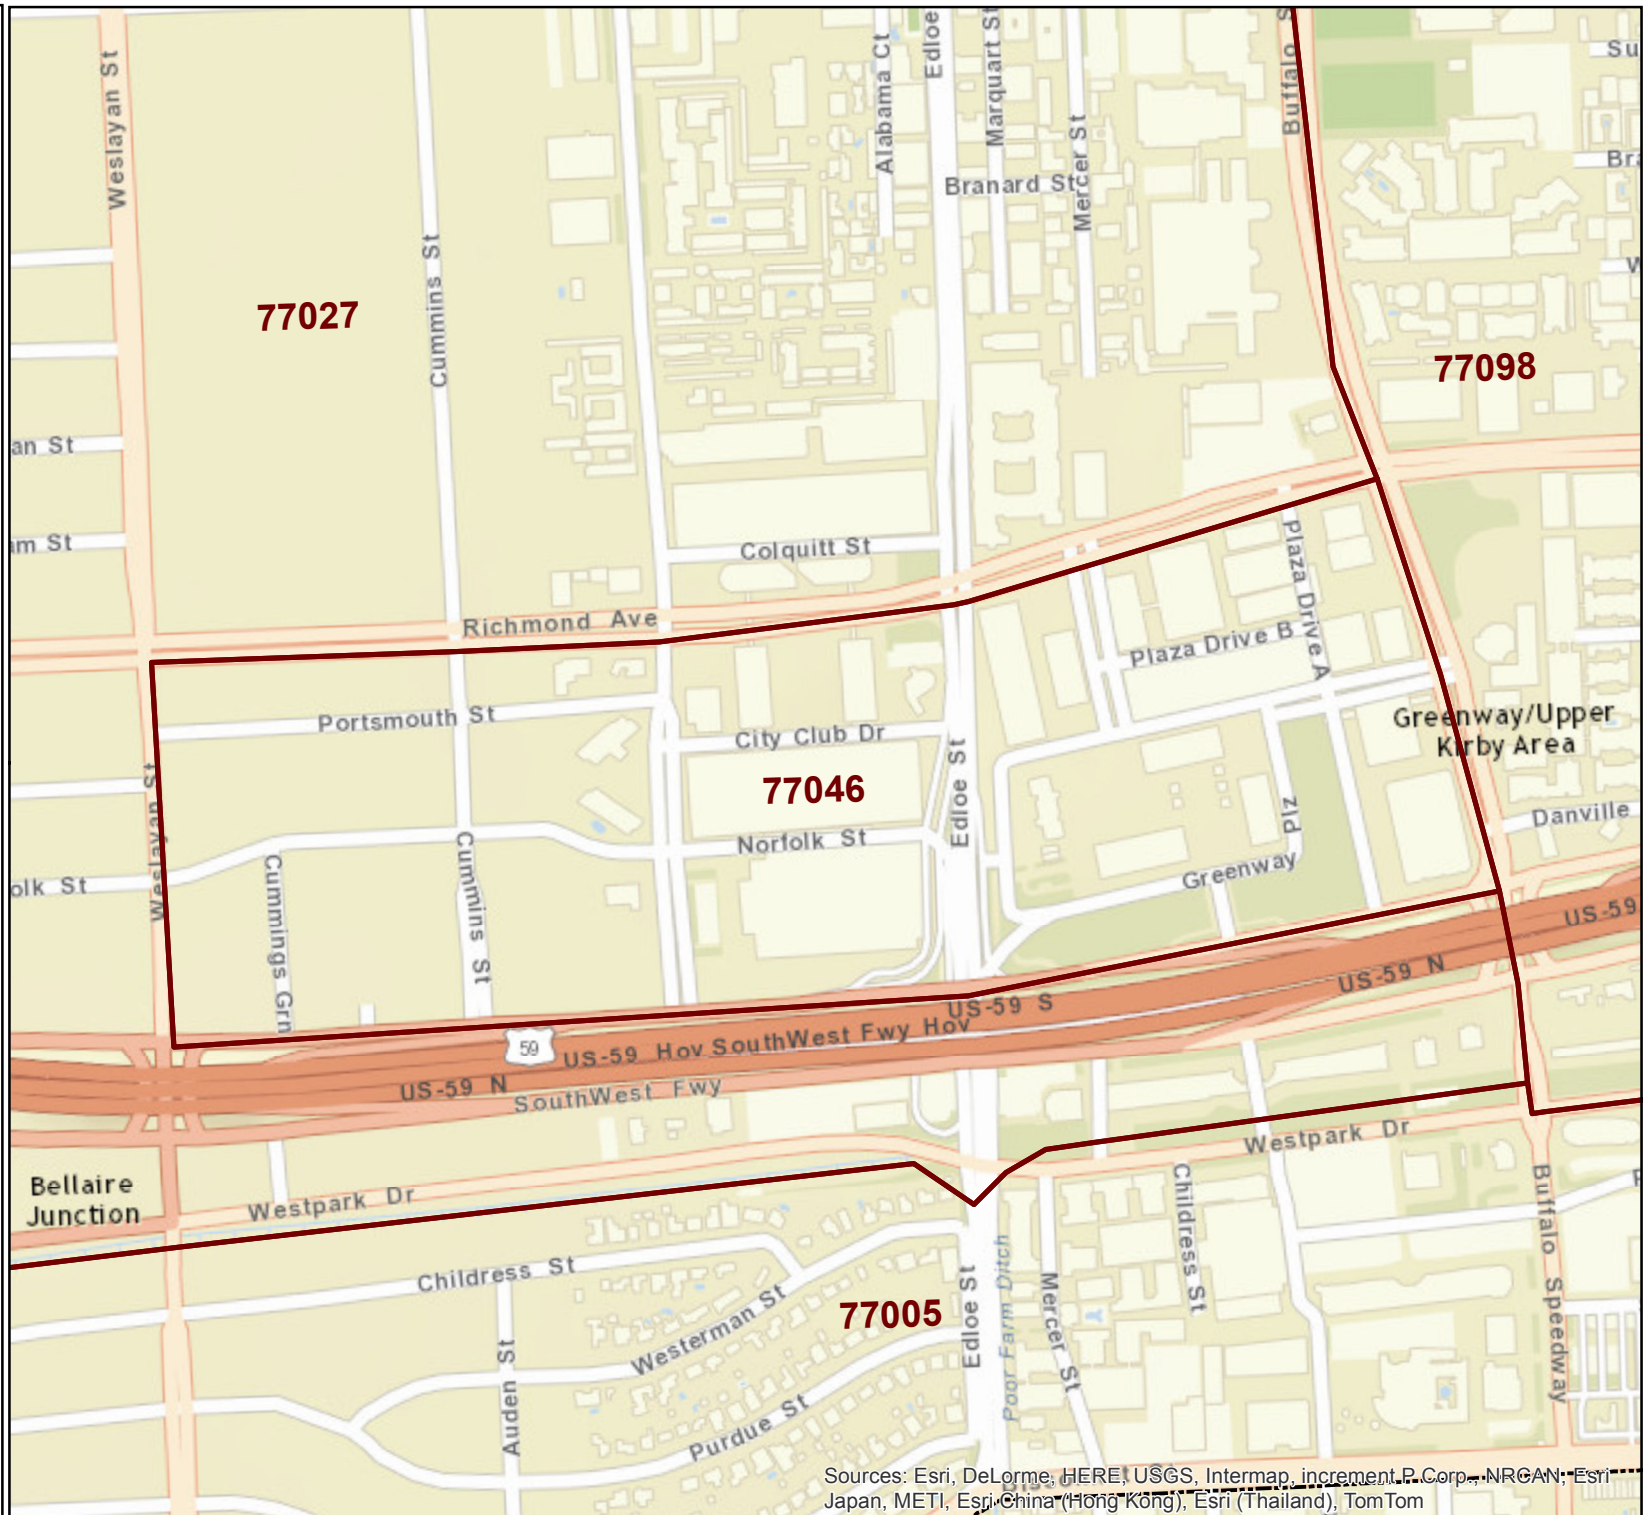 Weslayan St
Cummins St
Alabama Ct
Edloe
Marquart St
Mercer St
Branard St
Buffalo S
Su
Bra
W
77027
77098
an St
am St
Colquitt St
Richmond Ave
Plaza Drive A
Plaza Drive B
Portsmouth St
City Club Dr
77046
Norfolk St
Edloe St
Weslayan St
olk St
Cummings Grn
Cummins St
Greenway Plz
Greenway/Upper
Kirby Area
Danville
US-59
US-59 N
US-59 S
59
US-59 Hov SouthWest Fwy Hov
US-59 N
SouthWest Fwy
Bellaire
Junction
Westpark Dr
Westpark Dr
Childress St
Childress St
Westerman St
77005
Auden St
Purdue St
Edloe St
Poor Farm Ditch
Mercer St
Buffalo Speedway
Sources: Esri, DeLorme, HERE, USGS, Intermap, increment P Corp., NRCAN, Esri
Japan, METI, Esri China (Hong Kong), Esri (Thailand), TomTom